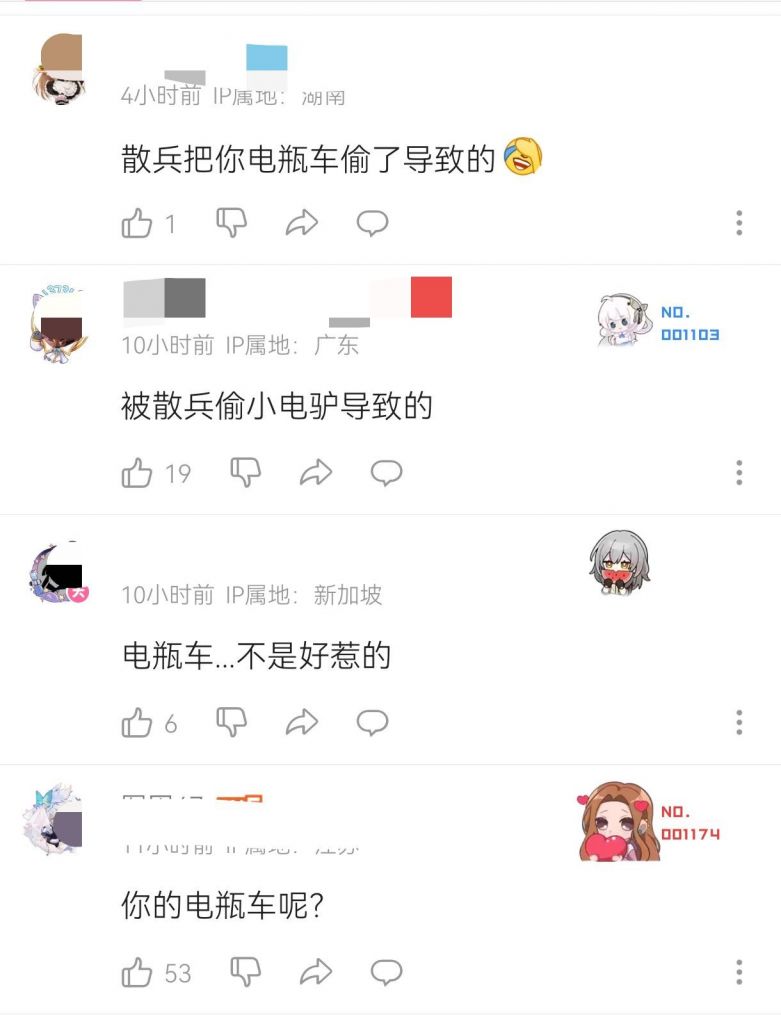 4小时前 IP属地：湖南
散兵把你电瓶车偷了导致的
1
NO.
001103
10小时前 IP属地：广东
被散兵偷小电驴导致的
19
10小时前 IP属地：新加坡
电瓶车...不是好惹的
6
NO.
001174
11小时前 IP属地：江苏
你的电瓶车呢?
53